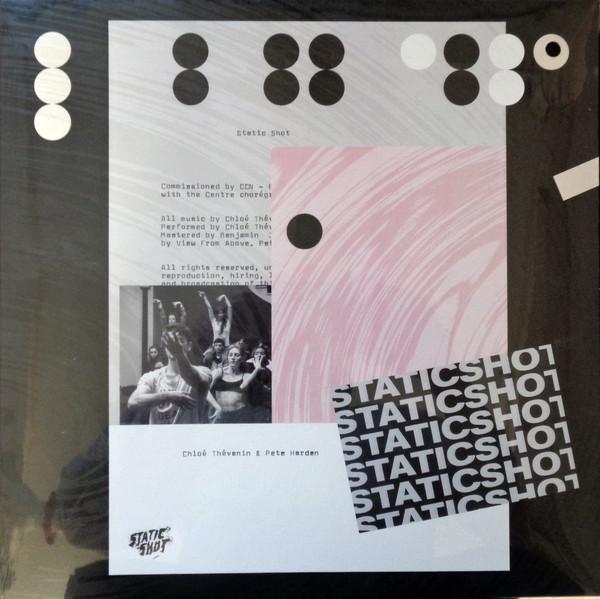 Static Shot
Commissioned by CCN –
with the Centre chorégr
All music by Chloé Thév
Performed by Chloé Thév
Mastered by Benjamin
by View From Above, Pet
All rights reserved, un
reproduction, hiring, l
and broadcasting of thi
Chloé Thévenin & Pete Harden
STATICSHOT
STATICSHOT
STATICSHOT
STATICSHOT
STATICSHOT
STATICSHOT
STATIC
SHOT